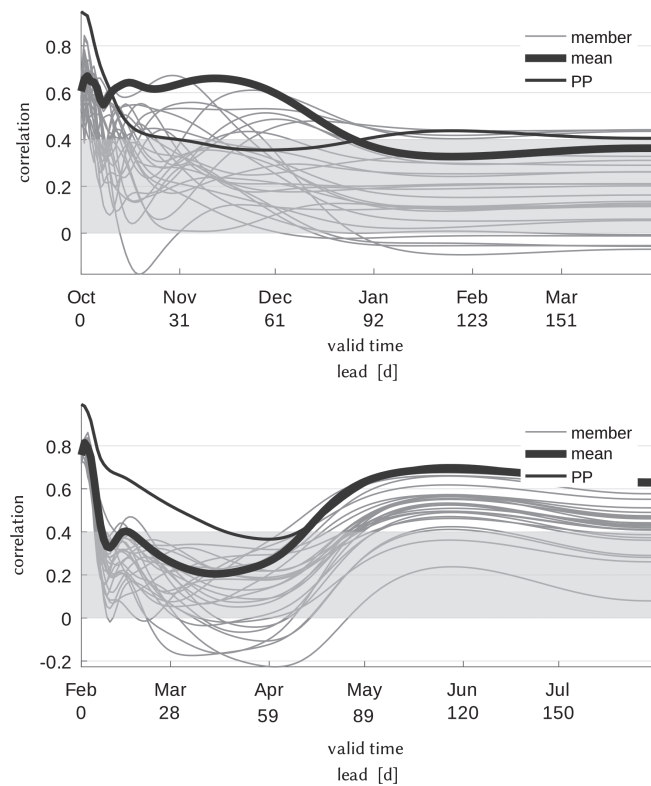 correlation
0.8
0.6
0.4
0.2
0
member
mean
PP
Oct Nov Dec Jan Feb Mar
0 31 61 92 123 151
valid time
lead [d]
correlation
0.8
0.6
0.4
0.2
0
-0.2
member
mean
PP
Feb Mar Apr May Jun Jul
0 28 59 89 120 150
valid time
lead [d]